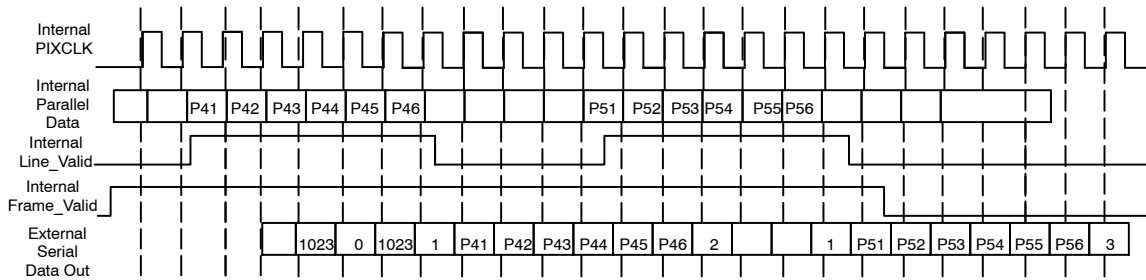 Internal
PIXCLK
Internal
Parallel
Data
P41 P42 P43 P44 P45 P46 P51 P52 P53 P54 P55 P56
Internal
Line_Valid
Internal
Frame_Valid
External
Serial
Data Out
1023 0 1023 1 P41 P42 P43 P44 P45 P46 2 1 P51 P52 P53 P54 P55 P56 3